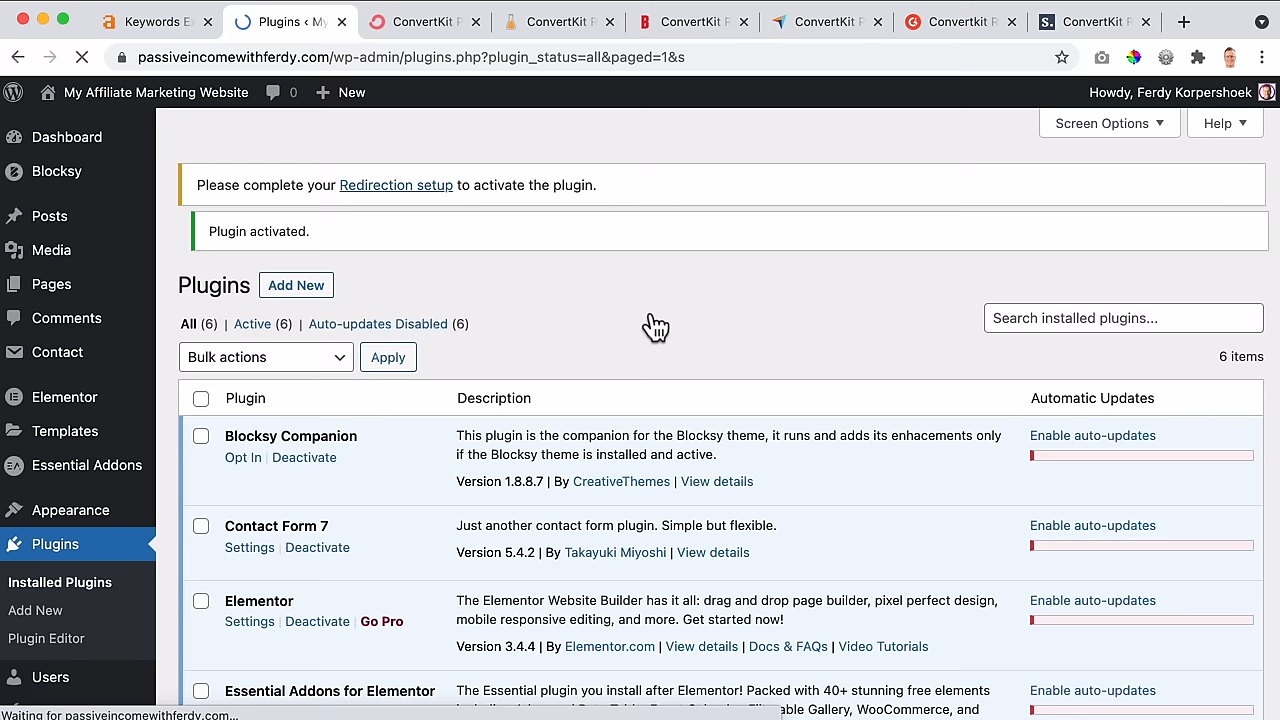 Keywords E
Plugins ‹ My
ConvertKit R
ConvertKit
ConvertKit R
ConvertKit P
Convertkit R
ConvertKit R
passiveincomewithferdy.com/wp-admin/plugins.php?plugin_status=all&paged=1&s
My Affiliate Marketing Website
0
New
Howdy, Ferdy Korpershoek
Dashboard
Blocksy
Posts
Media
Pages
Comments
Contact
Elementor
Templates
Essential Addons
Appearance
Plugins
Installed Plugins
Add New
Plugin Editor
Users
Screen Options
Help
Please complete your Redirection setup to activate the plugin.
Plugin activated.
Plugins Add New
All (6) | Active (6) | Auto-updates Disabled (6)
Search installed plugins...
Bulk actions Apply
6 items
Plugin Description Automatic Updates
Blocksy Companion
Opt In | Deactivate
This plugin is the companion for the Blocksy theme, it runs and adds its enhacements only
if the Blocksy theme is installed and active.
Version 1.8.8.7 | By CreativeThemes | View details
Enable auto-updates
Contact Form 7
Settings | Deactivate
Just another contact form plugin. Simple but flexible.
Version 5.4.2 | By Takayuki Miyoshi | View details
Enable auto-updates
Elementor
Settings | Deactivate | Go Pro
The Elementor Website Builder has it all: drag and drop page builder, pixel perfect design,
mobile responsive editing, and more. Get started now!
Version 3.4.4 | By Elementor.com | View details | Docs & FAQs | Video Tutorials
Enable auto-updates
Essential Addons for Elementor
The Essential plugin you install after Elementor! Packed with 40+ stunning free elements
Gallery, WooCommerce, and
Enable auto-updates
Waiting for passiveincomewithferdy.com...